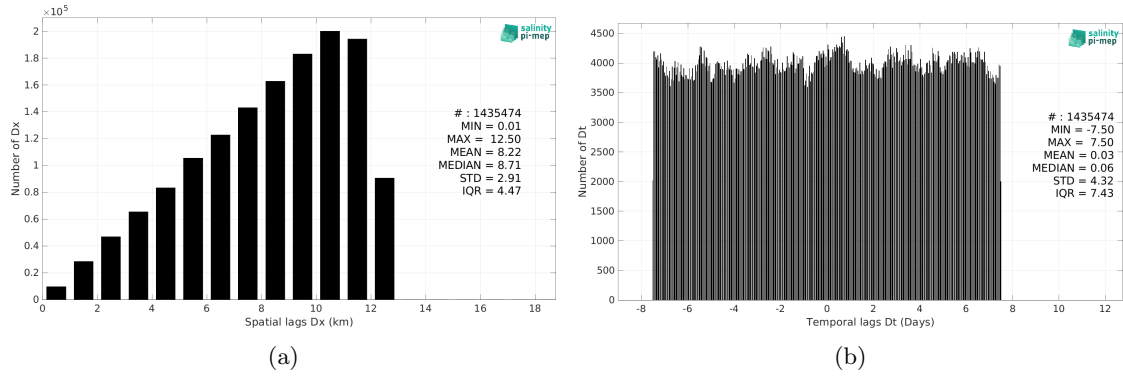 ×10⁵
2
1.8
1.6
1.4
1.2
1
0.8
0.6
0.4
0.2
0
Number of Dx
salinity
pi-mep
# : 1435474
MIN = 0.01
MAX = 12.50
MEAN = 8.22
MEDIAN = 8.71
STD = 2.91
IQR = 4.47
0 2 4 6 8 10 12 14 16 18
Spatial lags Dx (km)
(a)
4500
4000
3500
3000
2500
2000
1500
1000
500
0
Number of Dt
salinity
pi-mep
# : 1435474
MIN = -7.50
MAX = 7.50
MEAN = 0.03
MEDIAN = 0.06
STD = 4.32
IQR = 7.43
-8 -6 -4 -2 0 2 4 6 8 10 12
Temporal lags Dt (Days)
(b)